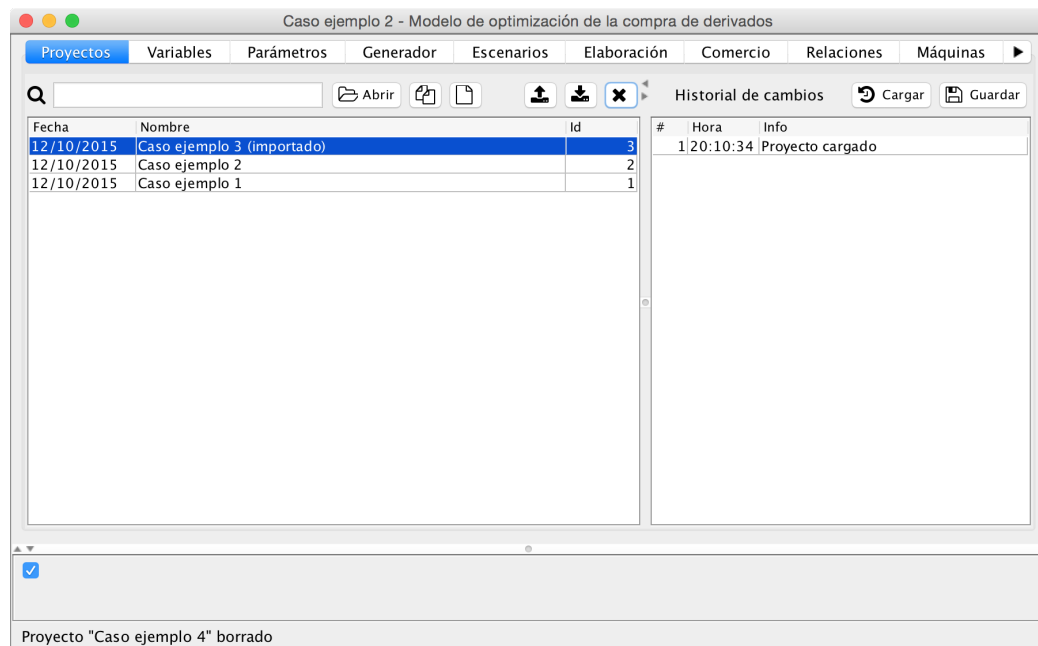 Caso ejemplo 2 - Modelo de optimización de la compra de derivados
Proyectos Variables Parámetros Generador Escenarios Elaboración Comercio Relaciones Máquinas
Abrir Historial de cambios Cargar Guardar
Fecha Nombre Id # Hora Info
12/10/2015 Caso ejemplo 3 (importado) 3 1 20:10:34 Proyecto cargado
12/10/2015 Caso ejemplo 2 2
12/10/2015 Caso ejemplo 1 1
Proyecto "Caso ejemplo 4" borrado